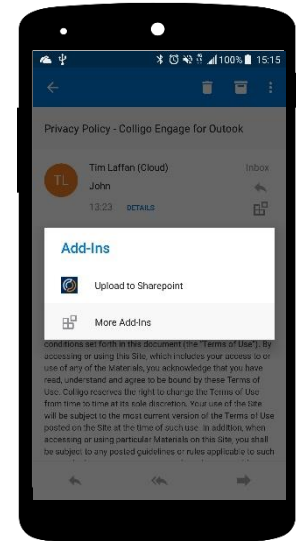 100% 15:15
Privacy Policy - Colligo Engage for Outook
TL
Tim Laffan (Cloud)
Inbox
John
13:23 DETAILS
Add-Ins
Upload to Sharepoint
More Add-Ins
conditions set forth in this document (the "Terms of Use"). By
accessing or using this Site, which includes your access to or
use of any of the Materials, you acknowledge that you have
read, understand and agree to be bound by these Terms of
Use. Colligo reserves the right to change the Terms of Use
from time to time at its sole discretion. Your use of the Site
will be subject to the most current version of the Terms of Use
posted on the Site at the time of such use. In addition, when
accessing or using particular Materials on this Site, you shall
be subject to any posted guidelines or rules applicable to such